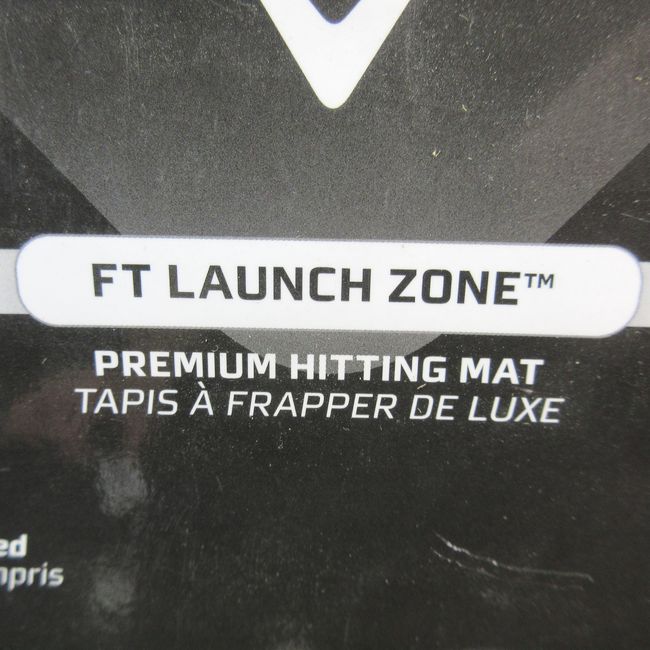 FT LAUNCH ZONE™
PREMIUM HITTING MAT
TAPIS À FRAPPER DE LUXE